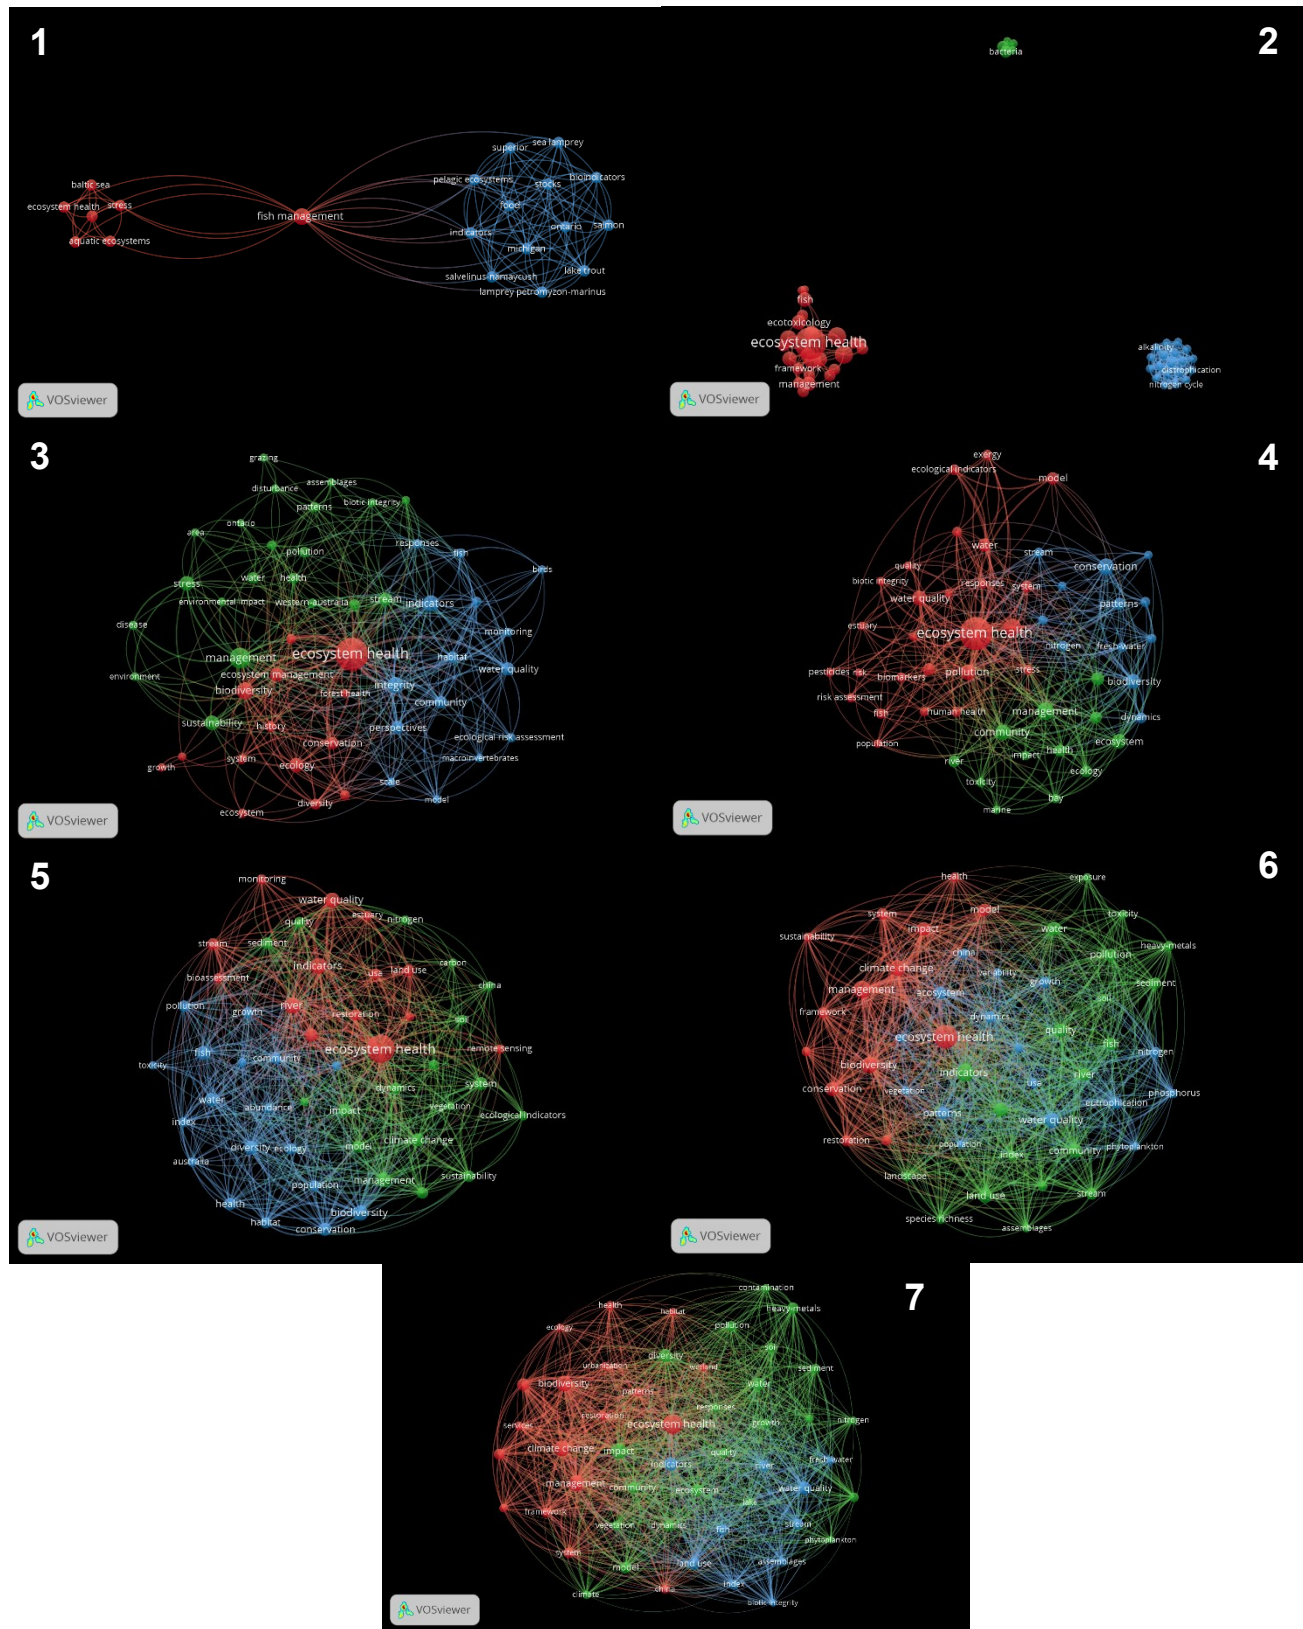 1
baltic sea
ecosystem health
stress
aquatic ecosystems
fish management
superior
sea lamprey
pelagic ecosystems
stocks
bioindicators
food
indicators
ontario
salmon
michigan
salvelinus-namaycush
lake trout
lamprey petromyzon-marinus
VOSviewer
2
bacteria
fish
ecotoxicology
ecosystem health
framework
management
alkalinity
distrophication
nitrogen cycle
VOSviewer
3
grazing
disturbance
assemblages
patterns
biotic integrity
ontario
area
pollution
responses
fish
birds
stress
water
health
environmental impact
western-australia
stream
indicators
disease
monitoring
management
ecosystem health
habitat
water quality
environment
ecosystem management
biodiversity
forest health
integrity
community
sustainability
history
perspectives
conservation
ecological risk assessment
macroinvertebrates
growth
system
ecology
scale
diversity
model
ecosystem
VOSviewer
4
exergy
ecological indicators
model
water
stream
quality
conservation
biotic integrity
responses
system
water quality
patterns
estuary
ecosystem health
nitrogen
fresh-water
pesticides risk
biomarkers
pollution
stress
biodiversity
risk assessment
fish
human health
management
dynamics
community
population
impact
health
ecosystem
river
ecology
toxicity
bay
marine
VOSviewer
5
monitoring
water quality
quality
estuary
nitrogen
stream
sediment
bioassessment
indicators
use
land use
carbon
china
pollution
growth
river
restoration
soil
fish
community
ecosystem health
remote sensing
toxicity
water
abundance
dynamics
system
vegetation
index
impact
ecological indicators
diversity
ecology
model
climate change
australia
population
management
sustainability
health
biodiversity
habitat
conservation
VOSviewer
6
health
exposure
system
model
toxicity
sustainability
impact
water
heavy-metals
china
pollution
climate change
variability
management
ecosystem
growth
sediment
soil
framework
dynamics
ecosystem health
quality
fish
nitrogen
biodiversity
indicators
river
usa
conservation
vegetation
phosphorus
eutrophication
patterns
water quality
restoration
population
index
community
phytoplankton
landscape
land use
stream
species richness
assemblages
VOSviewer
7
contamination
health
habitat
heavy-metals
ecology
pollution
soil
diversity
urbanization
wetland
sediment
biodiversity
patterns
water
services
restoration
responses
ecosystem health
growth
nitrogen
climate change
impact
quality
indicators
river
fresh-water
management
community
ecosystem
water quality
framework
lake
vegetation
dynamics
fish
stream
phytoplankton
system
model
land use
assemblages
china
index
climate
biotic integrity
VOSviewer